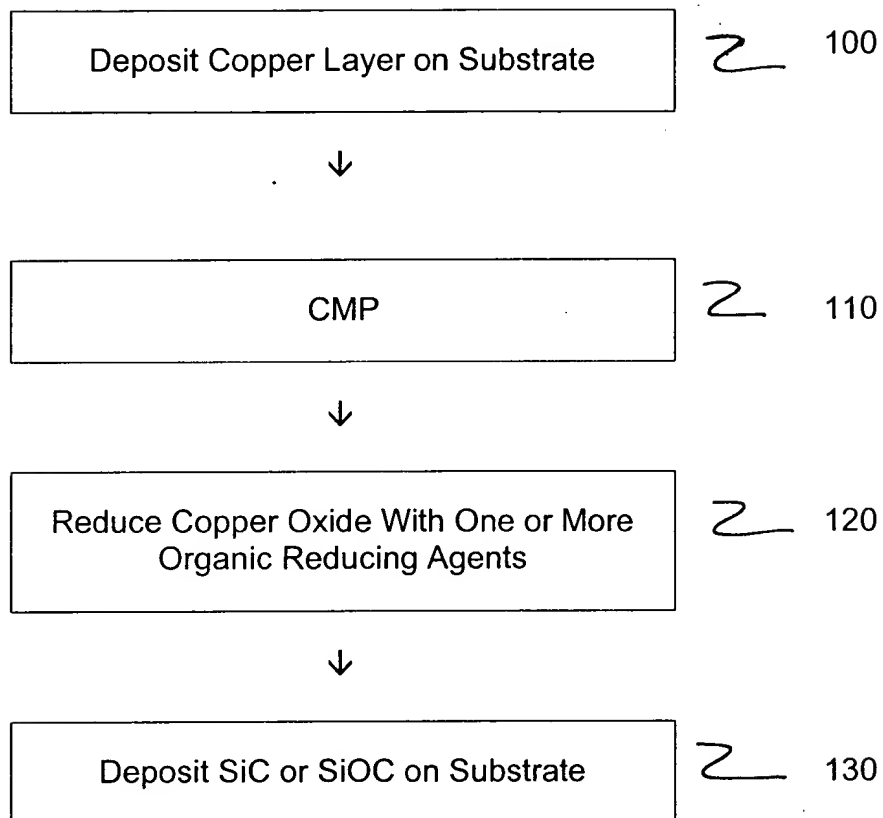 Deposit Copper Layer on Substrate
100
CMP
110
Reduce Copper Oxide With One or More
Organic Reducing Agents
120
Deposit SiC or SiOC on Substrate
130